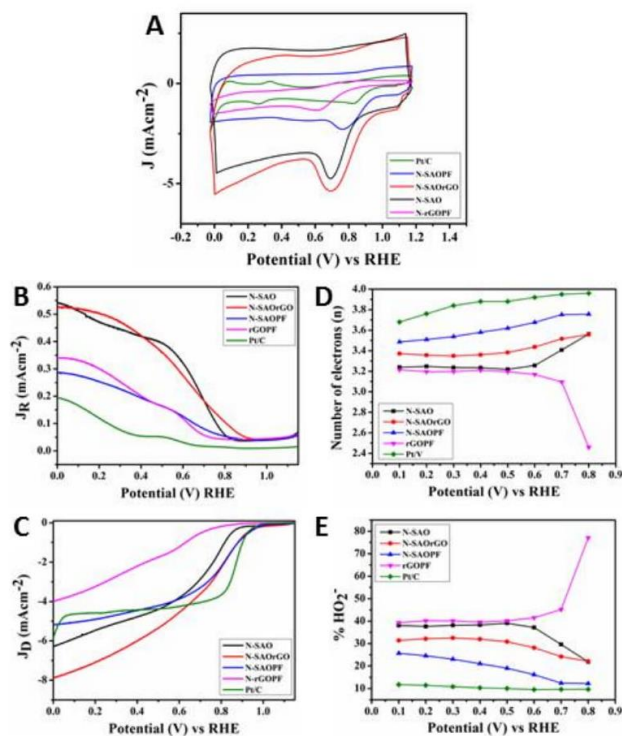 A
J (mAcm-2)
0
-5
Pt/C
N-SAOPF
N-SAOrGO
N-SAO
N-rGOPF
-0.2 0.0 0.2 0.4 0.6 0.8 1.0 1.2 1.4
Potential (V) vs RHE
B
JR (mAcm-2)
0.6
0.5
0.4
0.3
0.2
0.1
0.0
N-SAO
N-SAOrGO
N-SAOPF
rGOPF
Pt/C
0.0 0.2 0.4 0.6 0.8 1.0
Potential (V) RHE
D
Number of electrons (n)
4.0
3.8
3.6
3.4
3.2
3.0
2.8
2.6
2.4
N-SAO
N-SAOrGO
N-SAOPF
rGOPF
Pt/V
0.0 0.1 0.2 0.3 0.4 0.5 0.6 0.7 0.8 0.9
Potential (V) vs RHE
C
JD (mAcm-2)
0
-2
-4
-6
-8
N-SAO
N-SAOrGO
N-SAOPF
N-rGOPF
Pt/C
0.0 0.2 0.4 0.6 0.8 1.0
Potential (V) vs RHE
E
% HO2-
80
70
60
50
40
30
20
10
N-SAO
N-SAOrGO
N-SAOPF
rGOPF
Pt/C
0.0 0.1 0.2 0.3 0.4 0.5 0.6 0.7 0.8 0.9
Potential (V) vs RHE